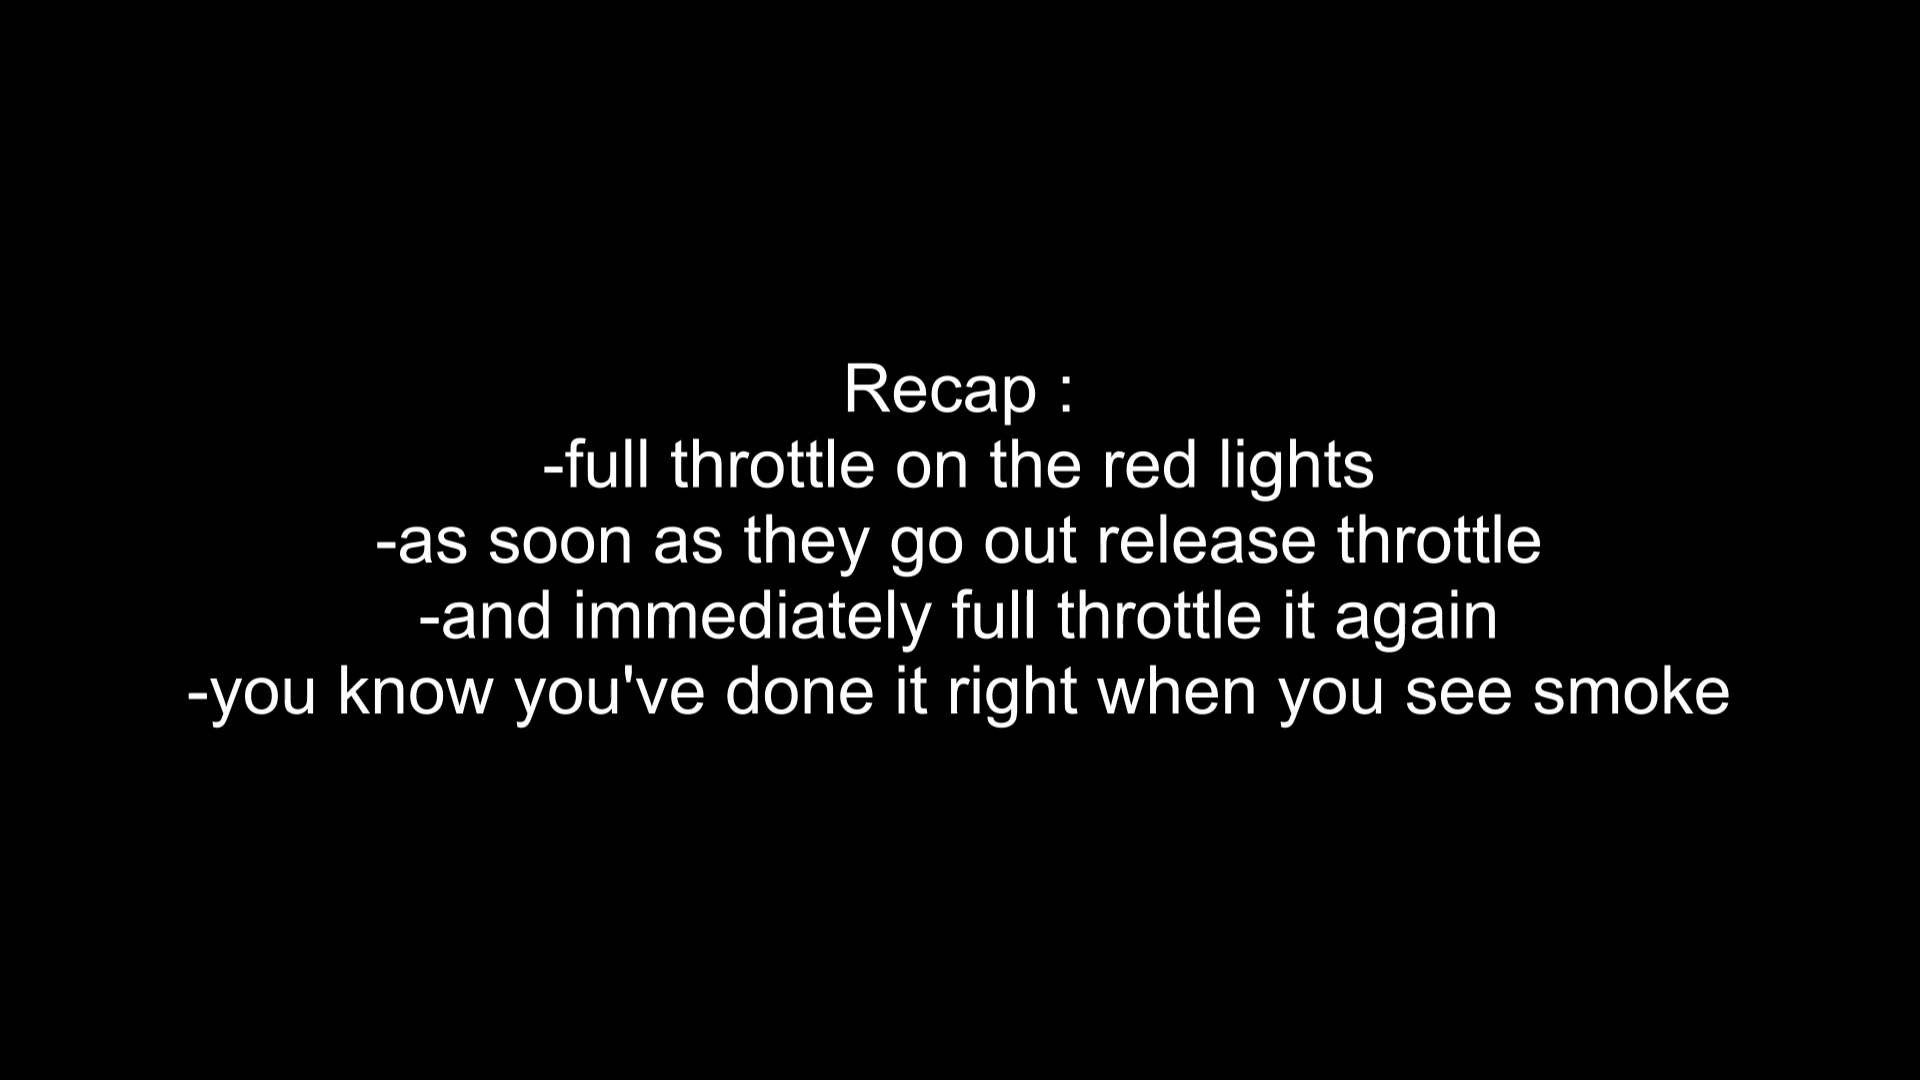 Recap :
-full throttle on the red lights
-as soon as they go out release throttle
-and immediately full throttle it again
-you know you've done it right when you see smoke